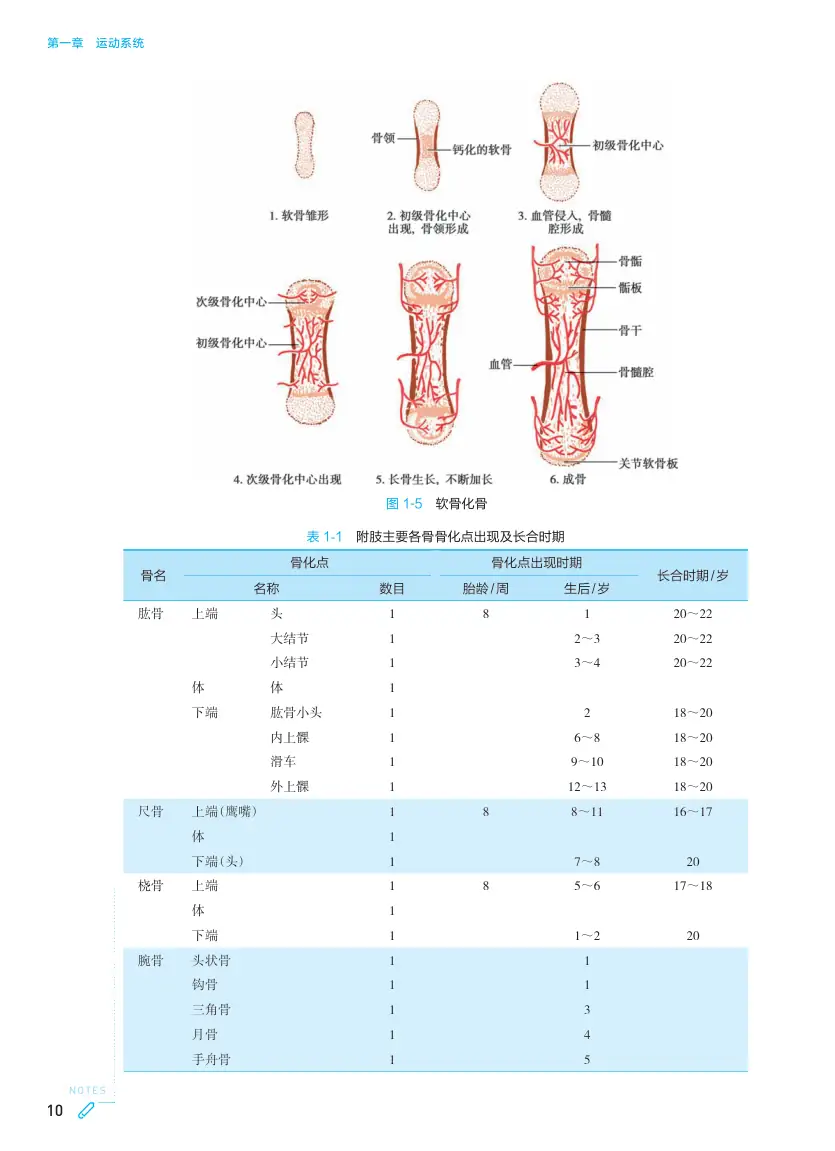 第一章 运动系统
骨领
钙化的软骨
初级骨化中心
1. 软骨雏形
2. 初级骨化中心
出现，骨领形成
3. 血管侵入，骨髓
腔形成
次级骨化中心
初级骨化中心
血管
骨骺
骺板
骨干
骨髓腔
关节软骨板
4. 次级骨化中心出现
5. 长骨生长，不断加长
6. 成骨
图 1-5 软骨化骨
表 1-1 附肢主要各骨骨化点出现及长合时期
骨名 骨化点 骨化点出现时期 长合时期/岁
名称 数目 胎龄/周 生后/岁
肱骨 上端 头 1 8 1 20～22
大结节 1 2～3 20～22
小结节 1 3～4 20～22
体 体 1
下端 肱骨小头 1 2 18～20
内上髁 1 6～8 18～20
滑车 1 9～10 18～20
外上髁 1 12～13 18～20
尺骨 上端（鹰嘴） 1 8 8～11 16～17
体 1
下端（头） 1 7～8 20
桡骨 上端 1 8 5～6 17～18
体 1
下端 1 1～2 20
腕骨 头状骨 1 1
钩骨 1 1
三角骨 1 3
月骨 1 4
手舟骨 1 5
NOTES
10